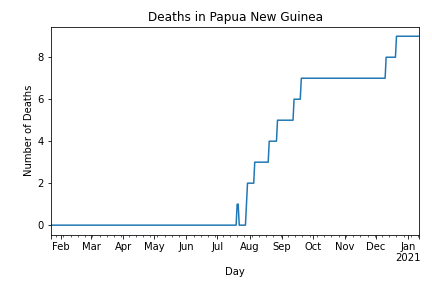 Deaths in Papua New Guinea
Number of Deaths
8
6
4
2
0
Feb Mar Apr May Jun Jul Aug Sep Oct Nov Dec Jan
2021
Day